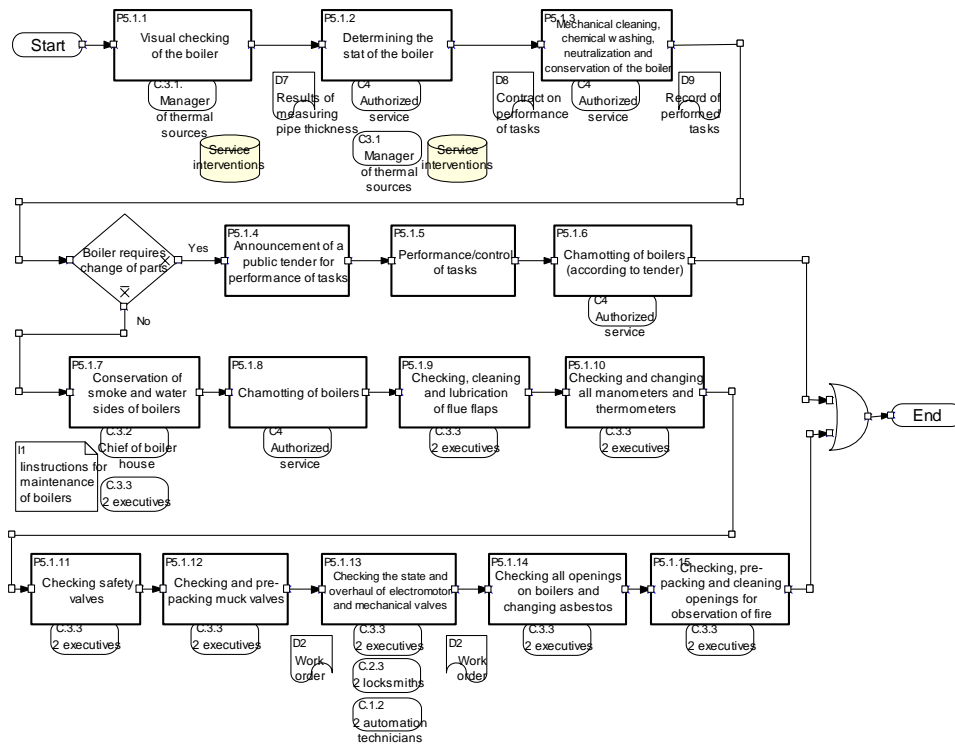 Start
P5.1.1
Visual checking
of the boiler
P5.1.2
Determining the
stat of the boiler
P5.1.3
Mechanical cleaning,
chemical washing,
neutralization and
conservation of the boiler
C.3.1.
Manager
of thermal
sources
D7
Results of
measuring
pipe thickness
C4
Authorized
service
D8
Contract on
performance
of tasks
C4
Authorized
service
D9
Record of
performed
tasks
Service
interventions
C3.1
Manager
of thermal
sources
Service
interventions
Boiler requires
change of parts
Yes
No
P5.1.4
Announcement of a
public tender for
performance of tasks
P5.1.5
Performance/control
of tasks
P5.1.6
Chamotting of boilers
(according to tender)
C4
Authorized
service
P5.1.7
Conservation of
smoke and water
sides of boilers
P5.1.8
Chamotting of boilers
P5.1.9
Checking, cleaning
and lubrication
of flue flaps
P5.1.10
Checking and changing
all manometers and
thermometers
End
I1
Iinstructions for
maintenance
of boilers
C.3.2
Chief of boiler
house
C.3.3
2 executives
C4
Authorized
service
C.3.3
2 executives
C.3.3
2 executives
P5.1.11
Checking safety
valves
P5.1.12
Checking and pre-
packing muck valves
P5.1.13
Checking the state and
overhaul of electromotor
and mechanical valves
P5.1.14
Checking all openings
on boilers and
changing asbestos
P5.1.15
Checking, pre-
packing and cleaning
openings for
observation of fire
C.3.3
2 executives
C.3.3
2 executives
D2
Work
order
C.3.3
2 executives
C.2.3
2 locksmiths
C.1.2
2 automation
technicians
D2
Work
order
C.3.3
2 executives
C.3.3
2 executives